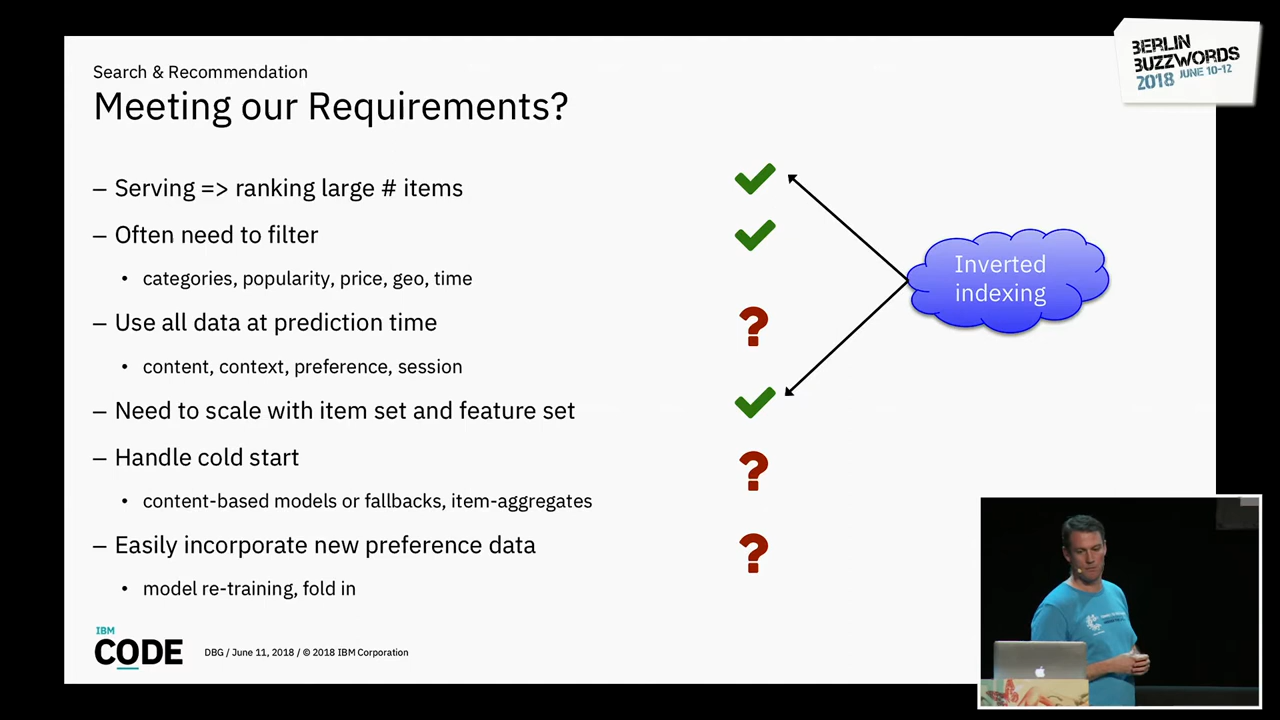 BERLIN
BUZZWORDS
2018 JUNE 10-12
Search & Recommendation
Meeting our Requirements?
– Serving => ranking large # items
– Often need to filter
• categories, popularity, price, geo, time
– Use all data at prediction time
• content, context, preference, session
– Need to scale with item set and feature set
– Handle cold start
• content-based models or fallbacks, item-aggregates
– Easily incorporate new preference data
• model re-training, fold in
Inverted
indexing
IBM
CODE
DBG / June 11, 2018 / © 2018 IBM Corporation